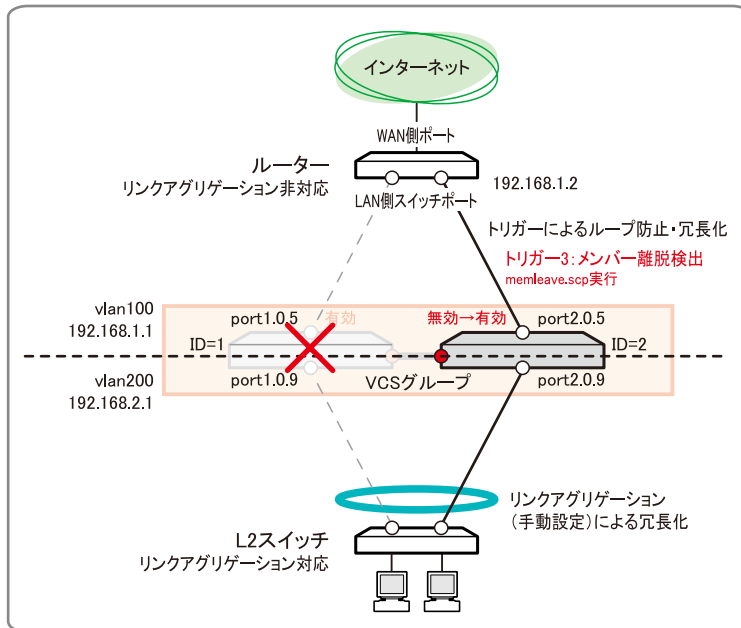 インターネット
WAN側ポート
ルーター
リンクアグリゲーション非対応
192.168.1.2
LAN側スイッチポート
トリガーによるループ防止・冗長化
トリガー3:メンバー離脱検出
memleave.scp実行
vlan100
192.168.1.1
port1.0.5
有効
無効→有効
port2.0.5
ID=1
ID=2
vlan200
192.168.2.1
port1.0.9
VCSグループ
port2.0.9
リンクアグリゲーション
(手動設定)による冗長化
L2スイッチ
リンクアグリゲーション対応